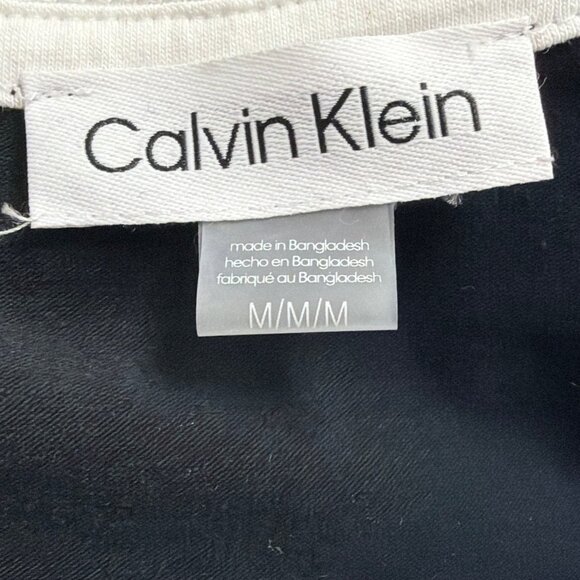 Calvin Klein
made in Bangladesh
hecho en Bangladesh
fabriqué au Bangladesh
M/M/M